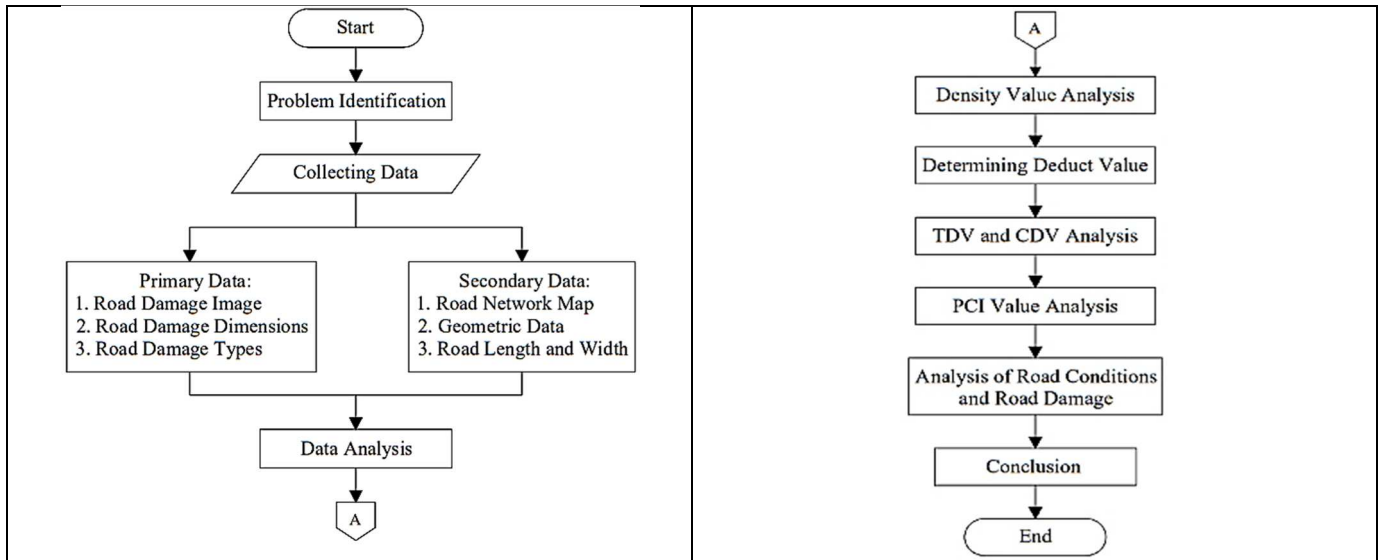 Start
Problem Identification
Collecting Data
Primary Data:
1. Road Damage Image
2. Road Damage Dimensions
3. Road Damage Types
Secondary Data:
1. Road Network Map
2. Geometric Data
3. Road Length and Width
Data Analysis
A
A
Density Value Analysis
Determining Deduct Value
TDV and CDV Analysis
PCI Value Analysis
Analysis of Road Conditions
and Road Damage
Conclusion
End